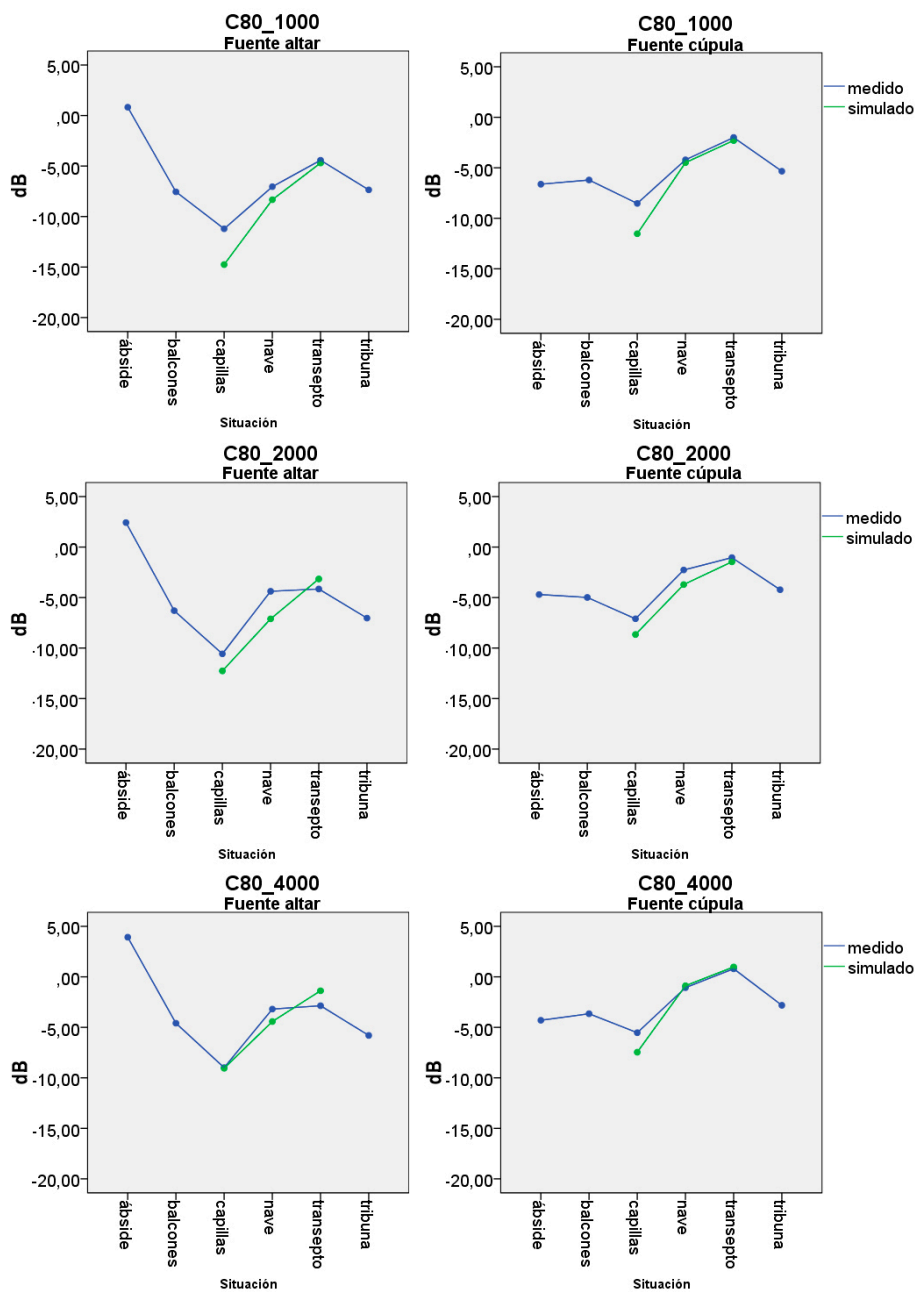 C80_1000
Fuente altar
5,00
,00
-5,00
-10,00
-15,00
-20,00
dB
ábside
balcones
capillas
nave
transepto
tribuna
Situación
C80_1000
Fuente cúpula
5,00
,00
-5,00
-10,00
-15,00
-20,00
dB
ábside
balcones
capillas
nave
transepto
tribuna
Situación
medido
simulado
C80_2000
Fuente altar
5,00
,00
-5,00
-10,00
-15,00
-20,00
dB
ábside
balcones
capillas
nave
transepto
tribuna
Situación
C80_2000
Fuente cúpula
5,00
,00
-5,00
-10,00
-15,00
-20,00
dB
ábside
balcones
capillas
nave
transepto
tribuna
Situación
medido
simulado
C80_4000
Fuente altar
5,00
,00
-5,00
-10,00
-15,00
-20,00
dB
ábside
balcones
capillas
nave
transepto
tribuna
Situación
C80_4000
Fuente cúpula
5,00
,00
-5,00
-10,00
-15,00
-20,00
dB
ábside
balcones
capillas
nave
transepto
tribuna
Situación
medido
simulado